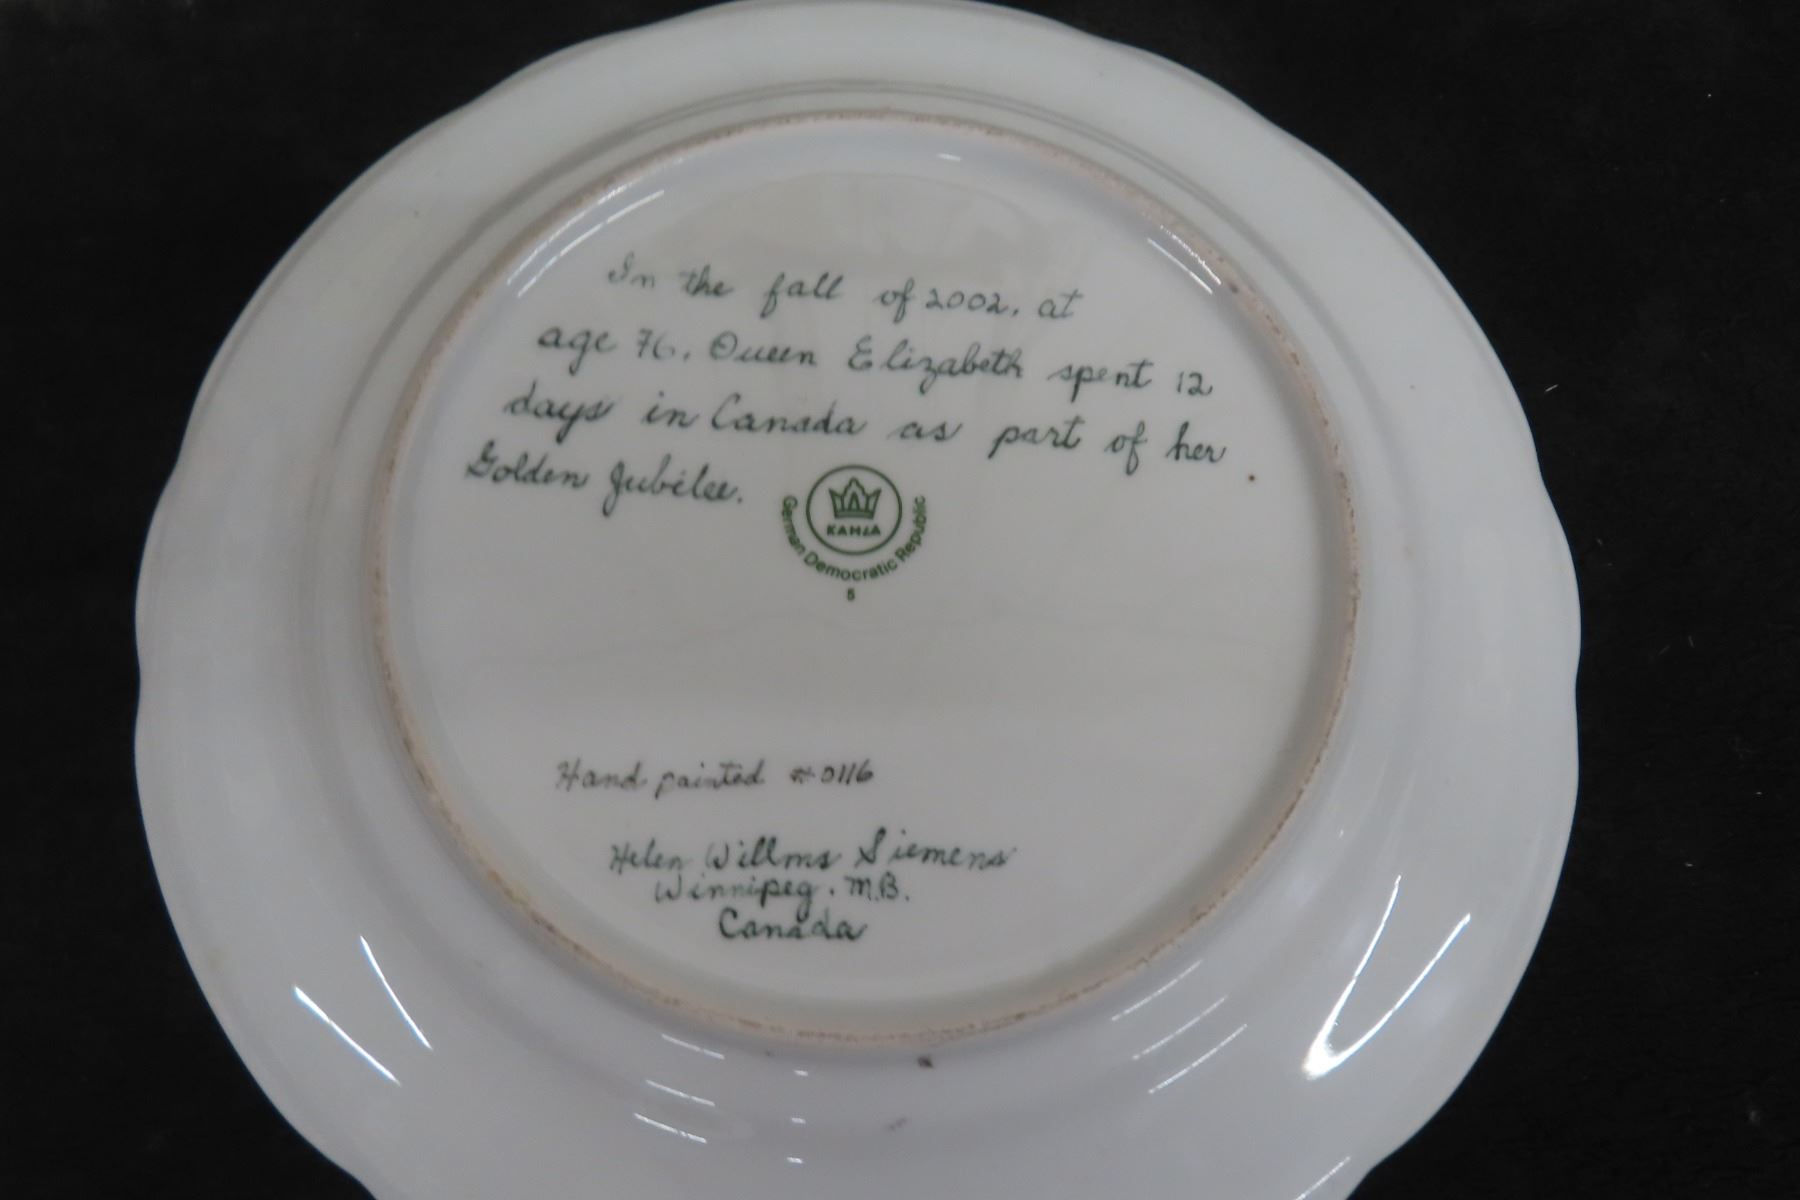 In the fall of 2002, at
age 76, Queen Elizabeth spent 12
days in Canada as part of her
Golden Jubilee.
KAHLA
German Democratic Republic
5
Hand painted #0116
Helen Willms Siemens
Winnipeg. M.B.
Canada